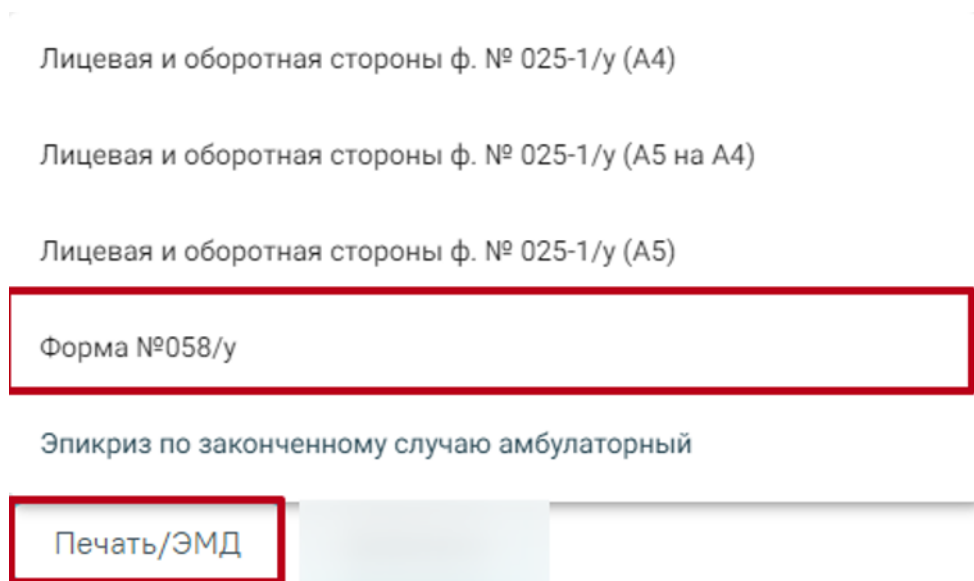 Лицевая и оборотная стороны ф. № 025-1/у (А4)
Лицевая и оборотная стороны ф. № 025-1/у (А5 на А4)
Лицевая и оборотная стороны ф. № 025-1/у (А5)
Форма №058/у
Эпикриз по законченному случаю амбулаторный
Печать/ЭМД